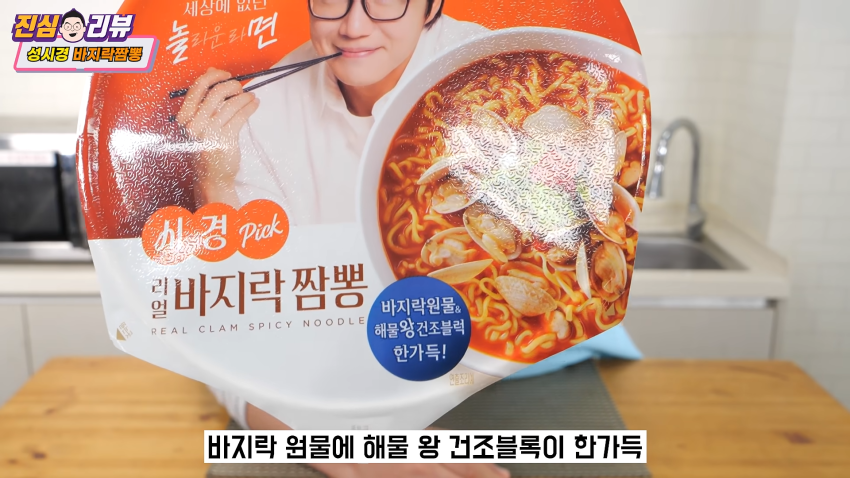 진심 리뷰
성시경 바지락짬뽕
세상에 없던
놀라운 라면
시경 Pick
리얼 바지락 짬뽕
REAL CLAM SPICY NOODLE
바지락원물&
해물왕건조블럭
한가득!
바지락 원물에 해물 왕 건조블록이 한가득